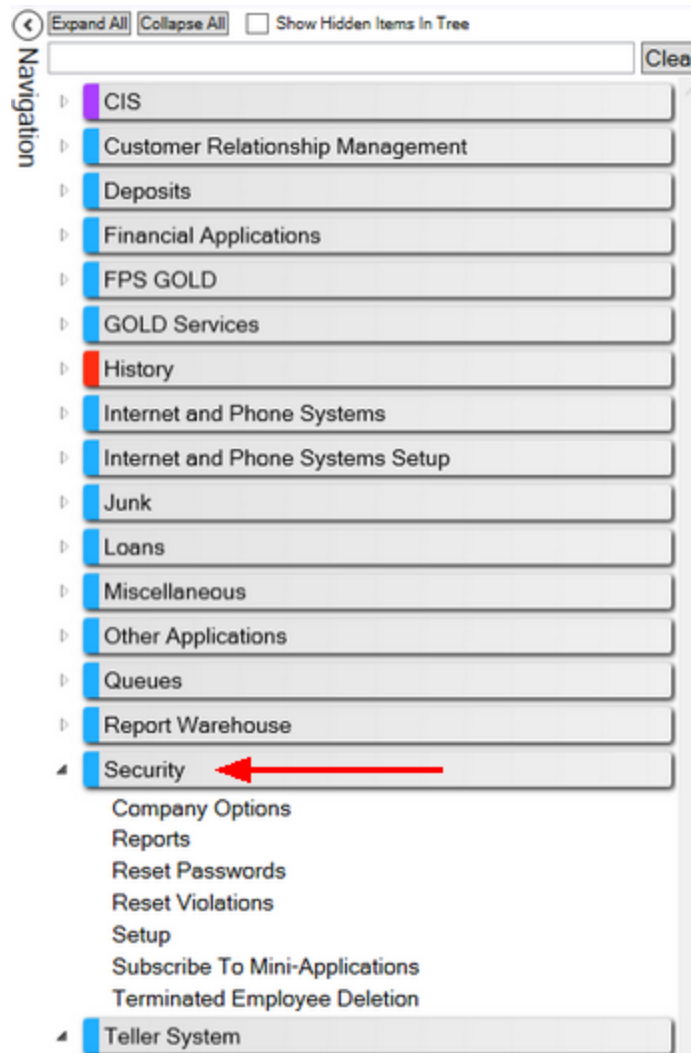 Expand All Collapse All Show Hidden Items In Tree
Navigation
Clea
CIS
Customer Relationship Management
Deposits
Financial Applications
FPS GOLD
GOLD Services
History
Internet and Phone Systems
Internet and Phone Systems Setup
Junk
Loans
Miscellaneous
Other Applications
Queues
Report Warehouse
Security
Company Options
Reports
Reset Passwords
Reset Violations
Setup
Subscribe To Mini-Applications
Terminated Employee Deletion
Teller System